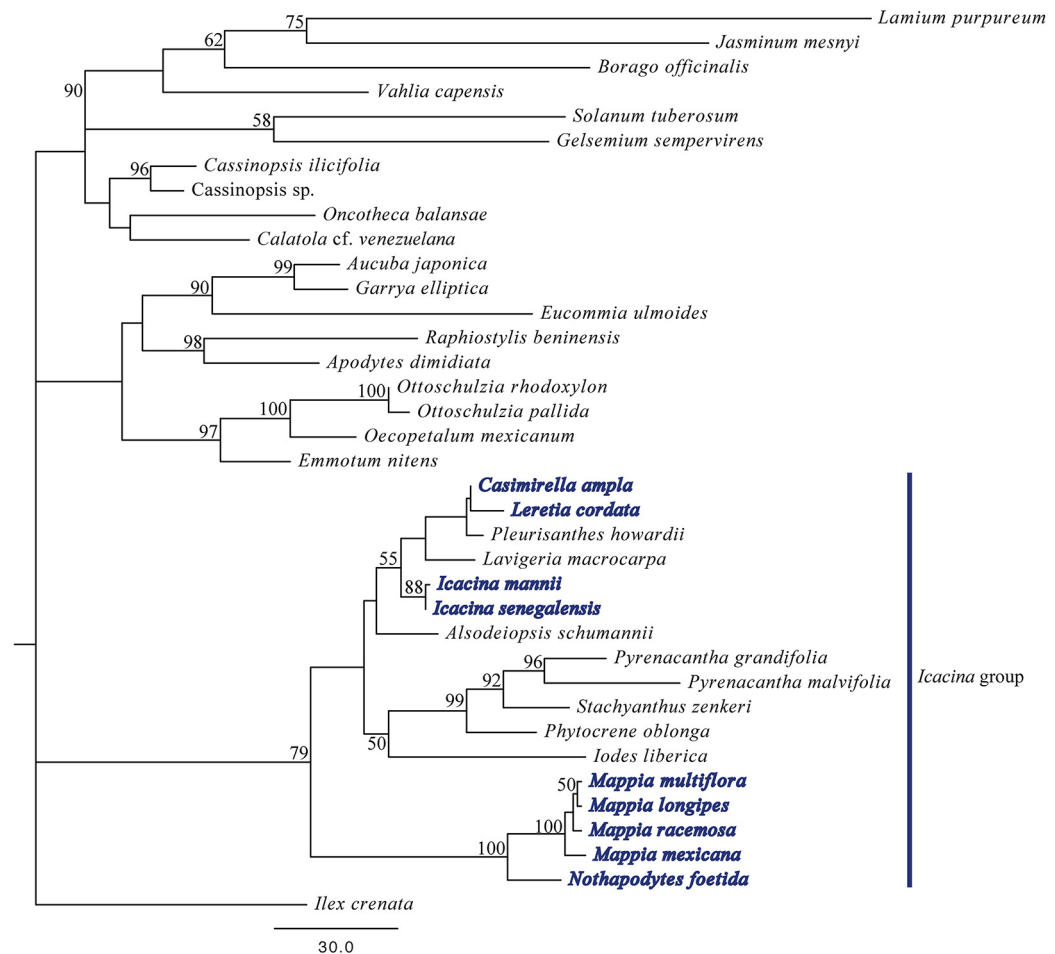 75 Lamium purpureum
62 Jasminum mesnyi
Borago officinalis
90 Vahlia capensis
58 Solanum tuberosum
Gelsemium sempervirens
96 Cassinopsis ilicifolia
Cassinopsis sp.
Oncotheca balansae
Calatola cf. venezuelana
99 Aucuba japonica
90 Garrya elliptica
Eucommia ulmoides
98 Raphiostylis beninensis
Apodytes dimidiata
100 Ottoschulzia rhodoxylon
100 Ottoschulzia pallida
97 Oecopetalum mexicanum
Emmotum nitens
Casimirella ampla
Leretia cordata
Pleurisanthes howardii
55 Lavigeria macrocarpa
88 Icacina mannii
Icacina senegalensis
Alsodeiopsis schumannii
96 Pyrenacantha grandifolia
92 Pyrenacantha malvifolia
Icacina group
99 Stachyanthus zenkeri
Phytocrene oblonga
50 Iodes liberica
79
50 Mappia multiflora
Mappia longipes
100 Mappia racemosa
100 Mappia mexicana
Nothapodytes foetida
Ilex crenata
30.0